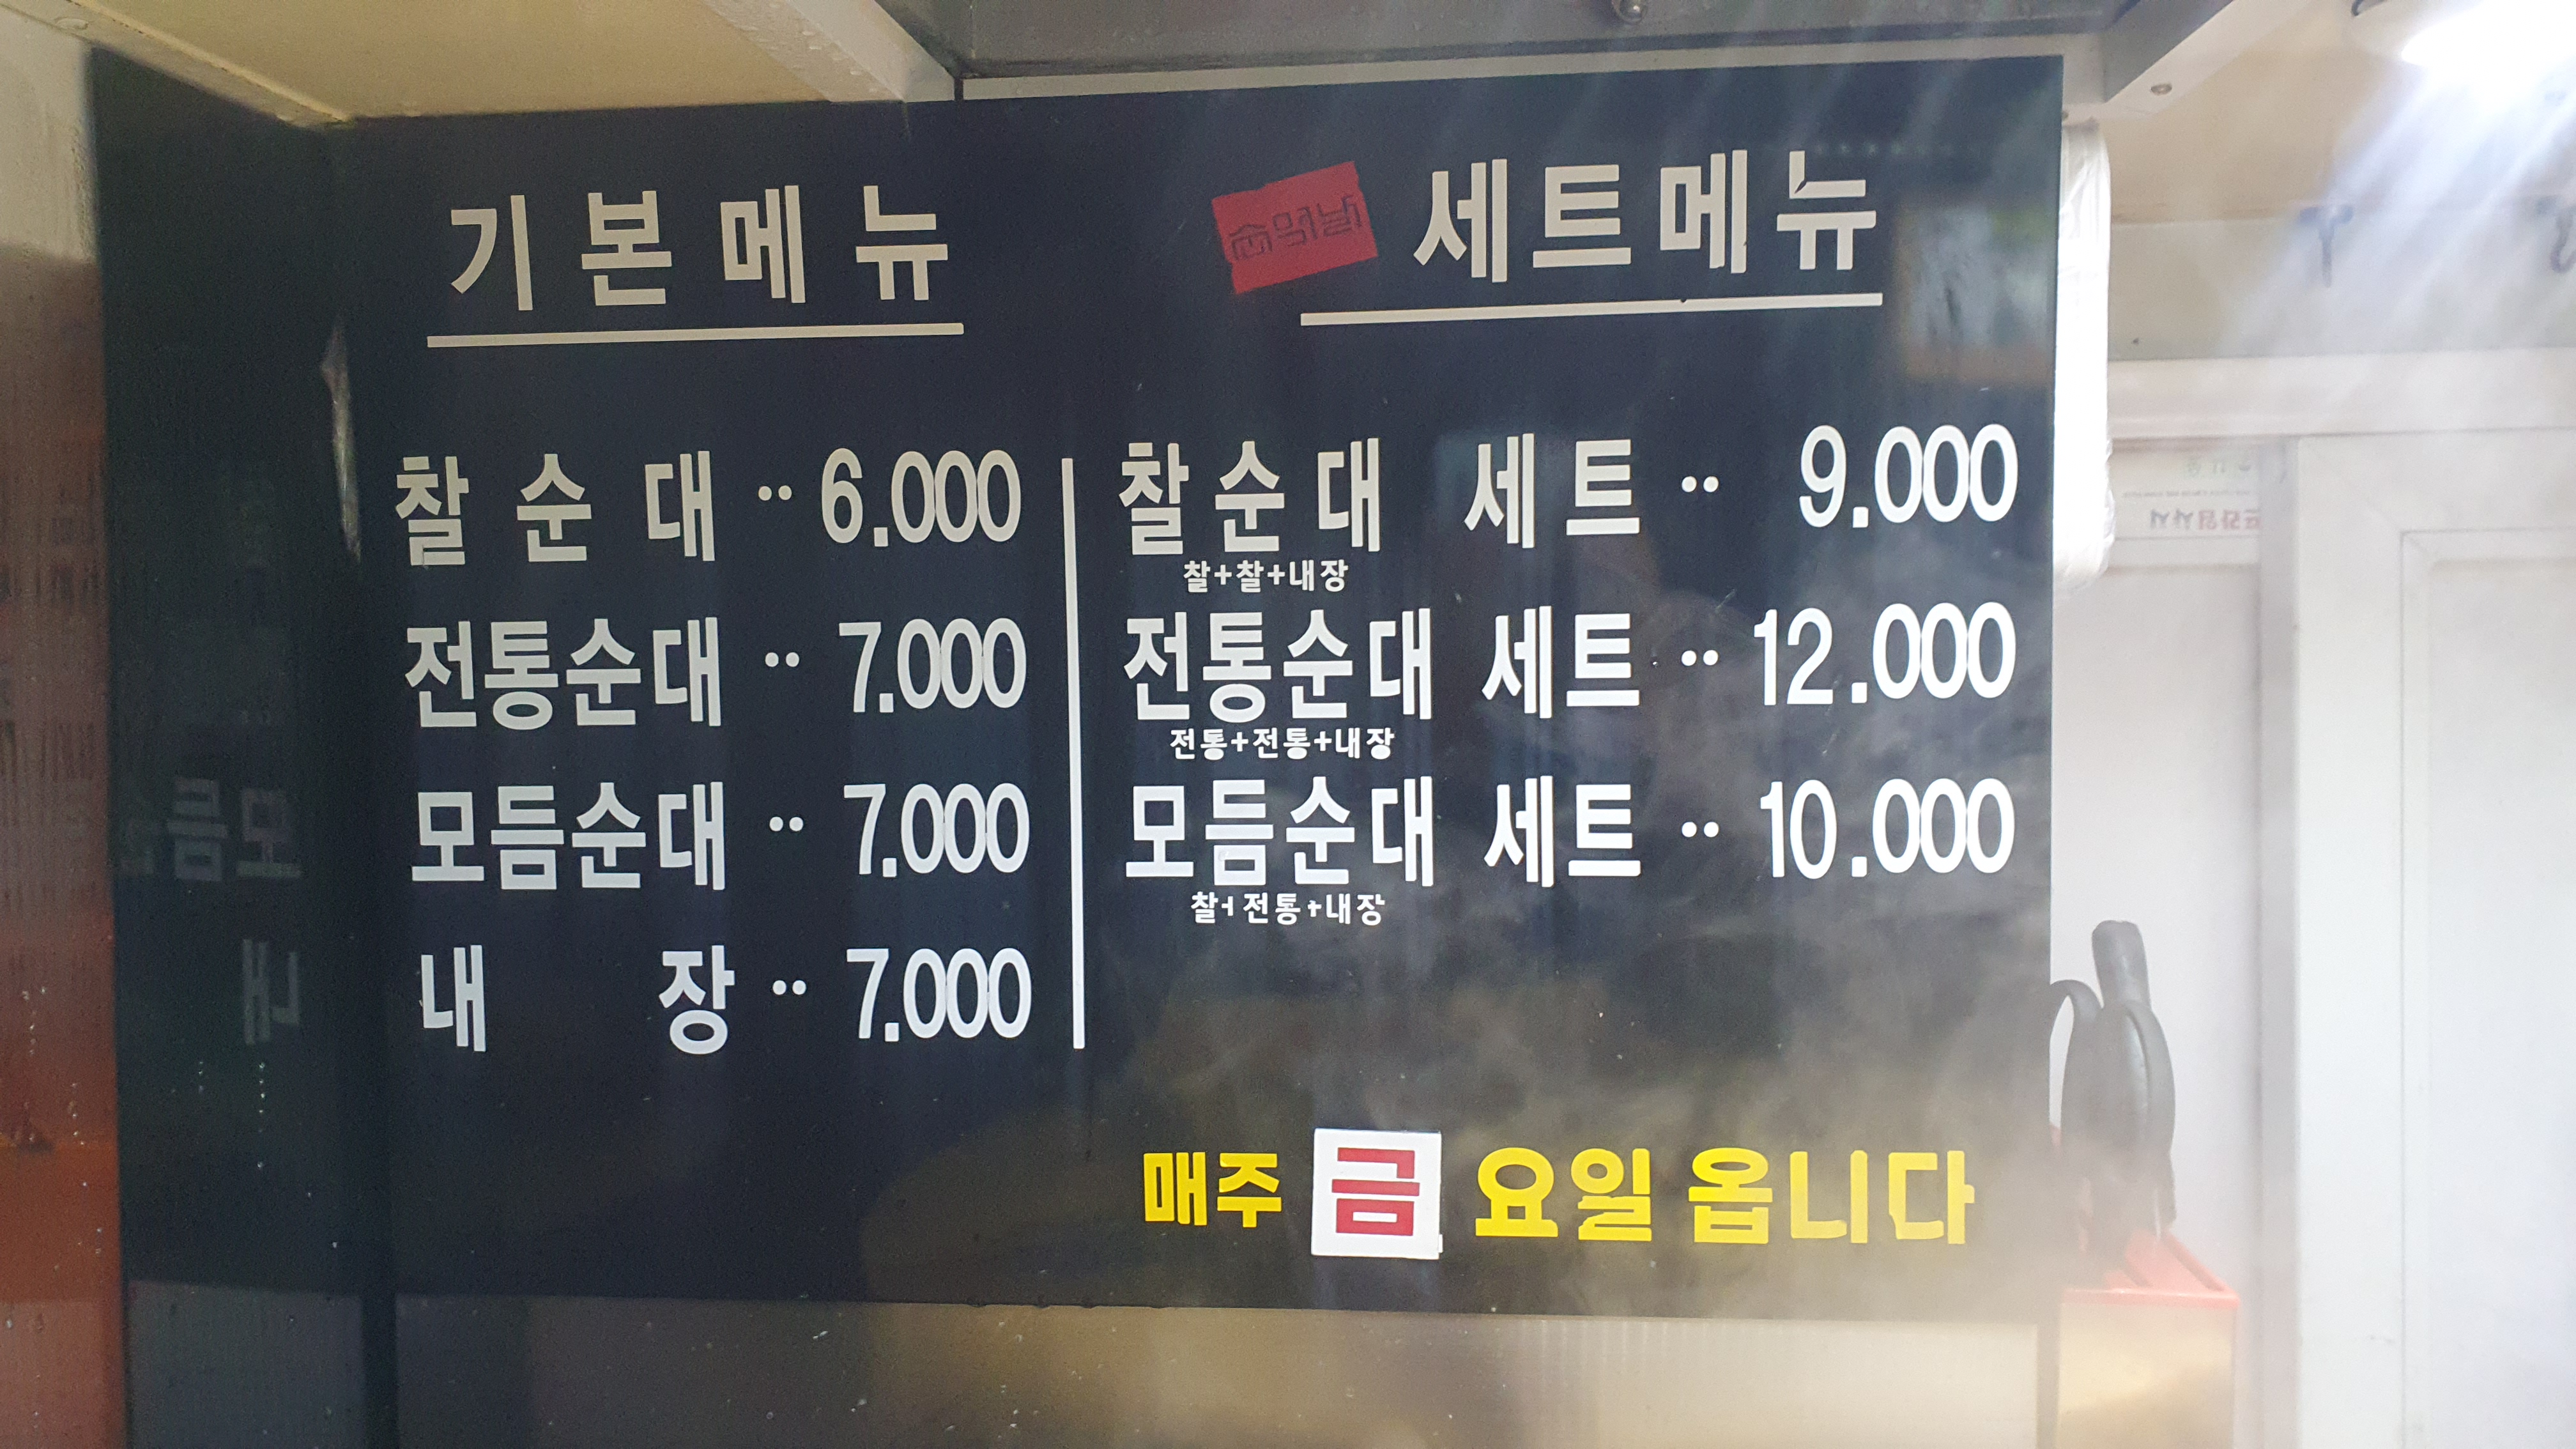 기본메뉴
찰순대 ·· 6.000
전통순대 ·· 7.000
모듬순대 ·· 7.000
내장 ·· 7.000
세트메뉴
찰순대 세트 ·· 9.000
찰+찰+내장
전통순대 세트 ·· 12.000
전통+전통+내장
모듬순대 세트 ·· 10.000
찰+전통+내장
매주 금요일 옵니다